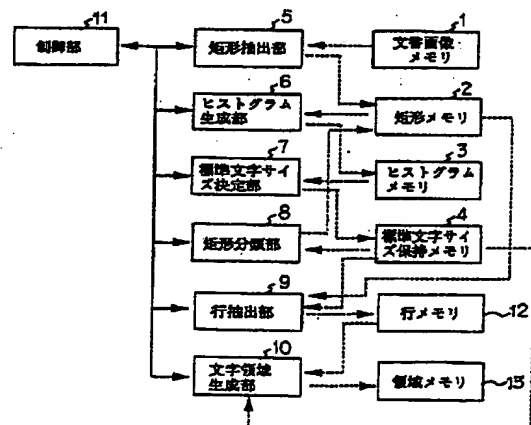 11
制御部
5
矩形抽出部
1
文書画像
メモリ
6
ヒストグラム
生成部
2
矩形メモリ
7
標準文字サイ
ズ決定部
3
ヒストグラム
メモリ
8
矩形分類部
4
標準文字サイ
ズ保持メモリ
9
行抽出部
行メモリ
12
10
文字領域
生成部
領域メモリ
13